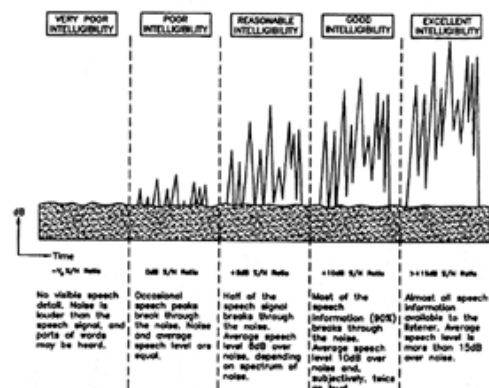 VERY POOR
INTELLIGIBILITY
POOR
INTELLIGIBILITY
REASONABLE
INTELLIGIBILITY
GOOD
INTELLIGIBILITY
EXCELLENT
INTELLIGIBILITY
dB
Time
S/N Ratio
0dB S/N Ratio
S/N Ratio
+10dB S/N Ratio
>+15dB S/N Ratio
No visible speech
detail. Noise is
louder than the
speech signal, and
parts of words
may be heard.
Occasional
speech peaks
break through
the noise. Noise
and average
speech level are
equal.
Half of the
speech signal
breaks through
the noise.
Average speech
level 6dB over
noise, depending
on spectrum of
noise.
Most of the
speech
information (90%)
breaks through
the noise.
Average speech
level 10dB over
noise and,
subjectively, twice
Almost all speech
information
available to the
listener. Average
speech level is
more than 15dB
over noise.